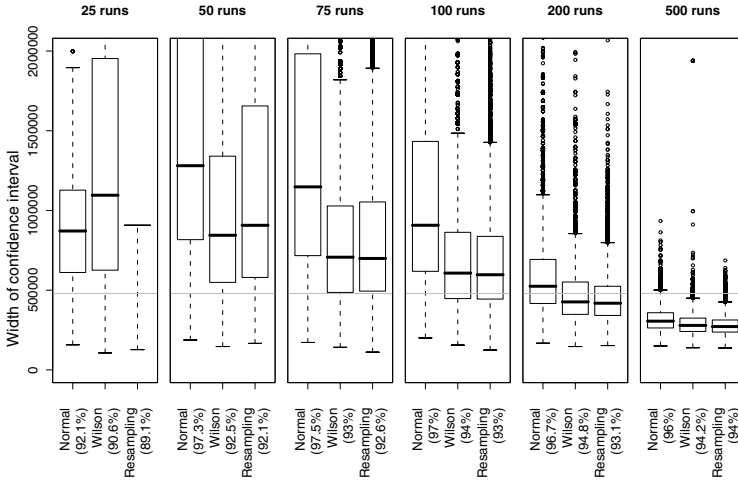 25 runs
50 runs
75 runs
100 runs
200 runs
500 runs
Width of confidence interval
2000000
1500000
1000000
500000
0
Normal
(92.1%)
Wilson
(90.6%)
Resampling
(89.1%)
Normal
(97.3%)
Wilson
(92.5%)
Resampling
(92.1%)
Normal
(97.5%)
Wilson
(93%)
Resampling
(92.6%)
Normal
(97%)
Wilson
(94%)
Resampling
(93%)
Normal
(96.7%)
Wilson
(94.8%)
Resampling
(93.1%)
Normal
(96%)
Wilson
(94.2%)
Resampling
(94%)